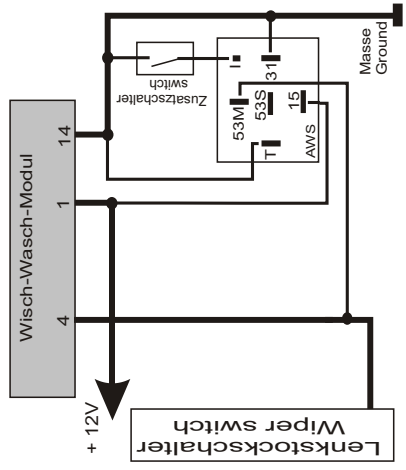 Wisch-Wasch-Modul
14
1
4
+ 12V
Zusatzschalter
switch
I
31
53M
53S
15
T
AWS
Masse
Ground
Lenkstockschalter
Wiper switch